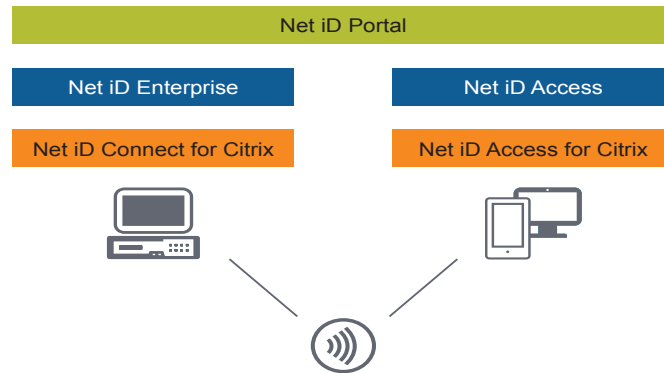 Net iD Portal
Net iD Enterprise
Net iD Access
Net iD Connect for Citrix
Net iD Access for Citrix